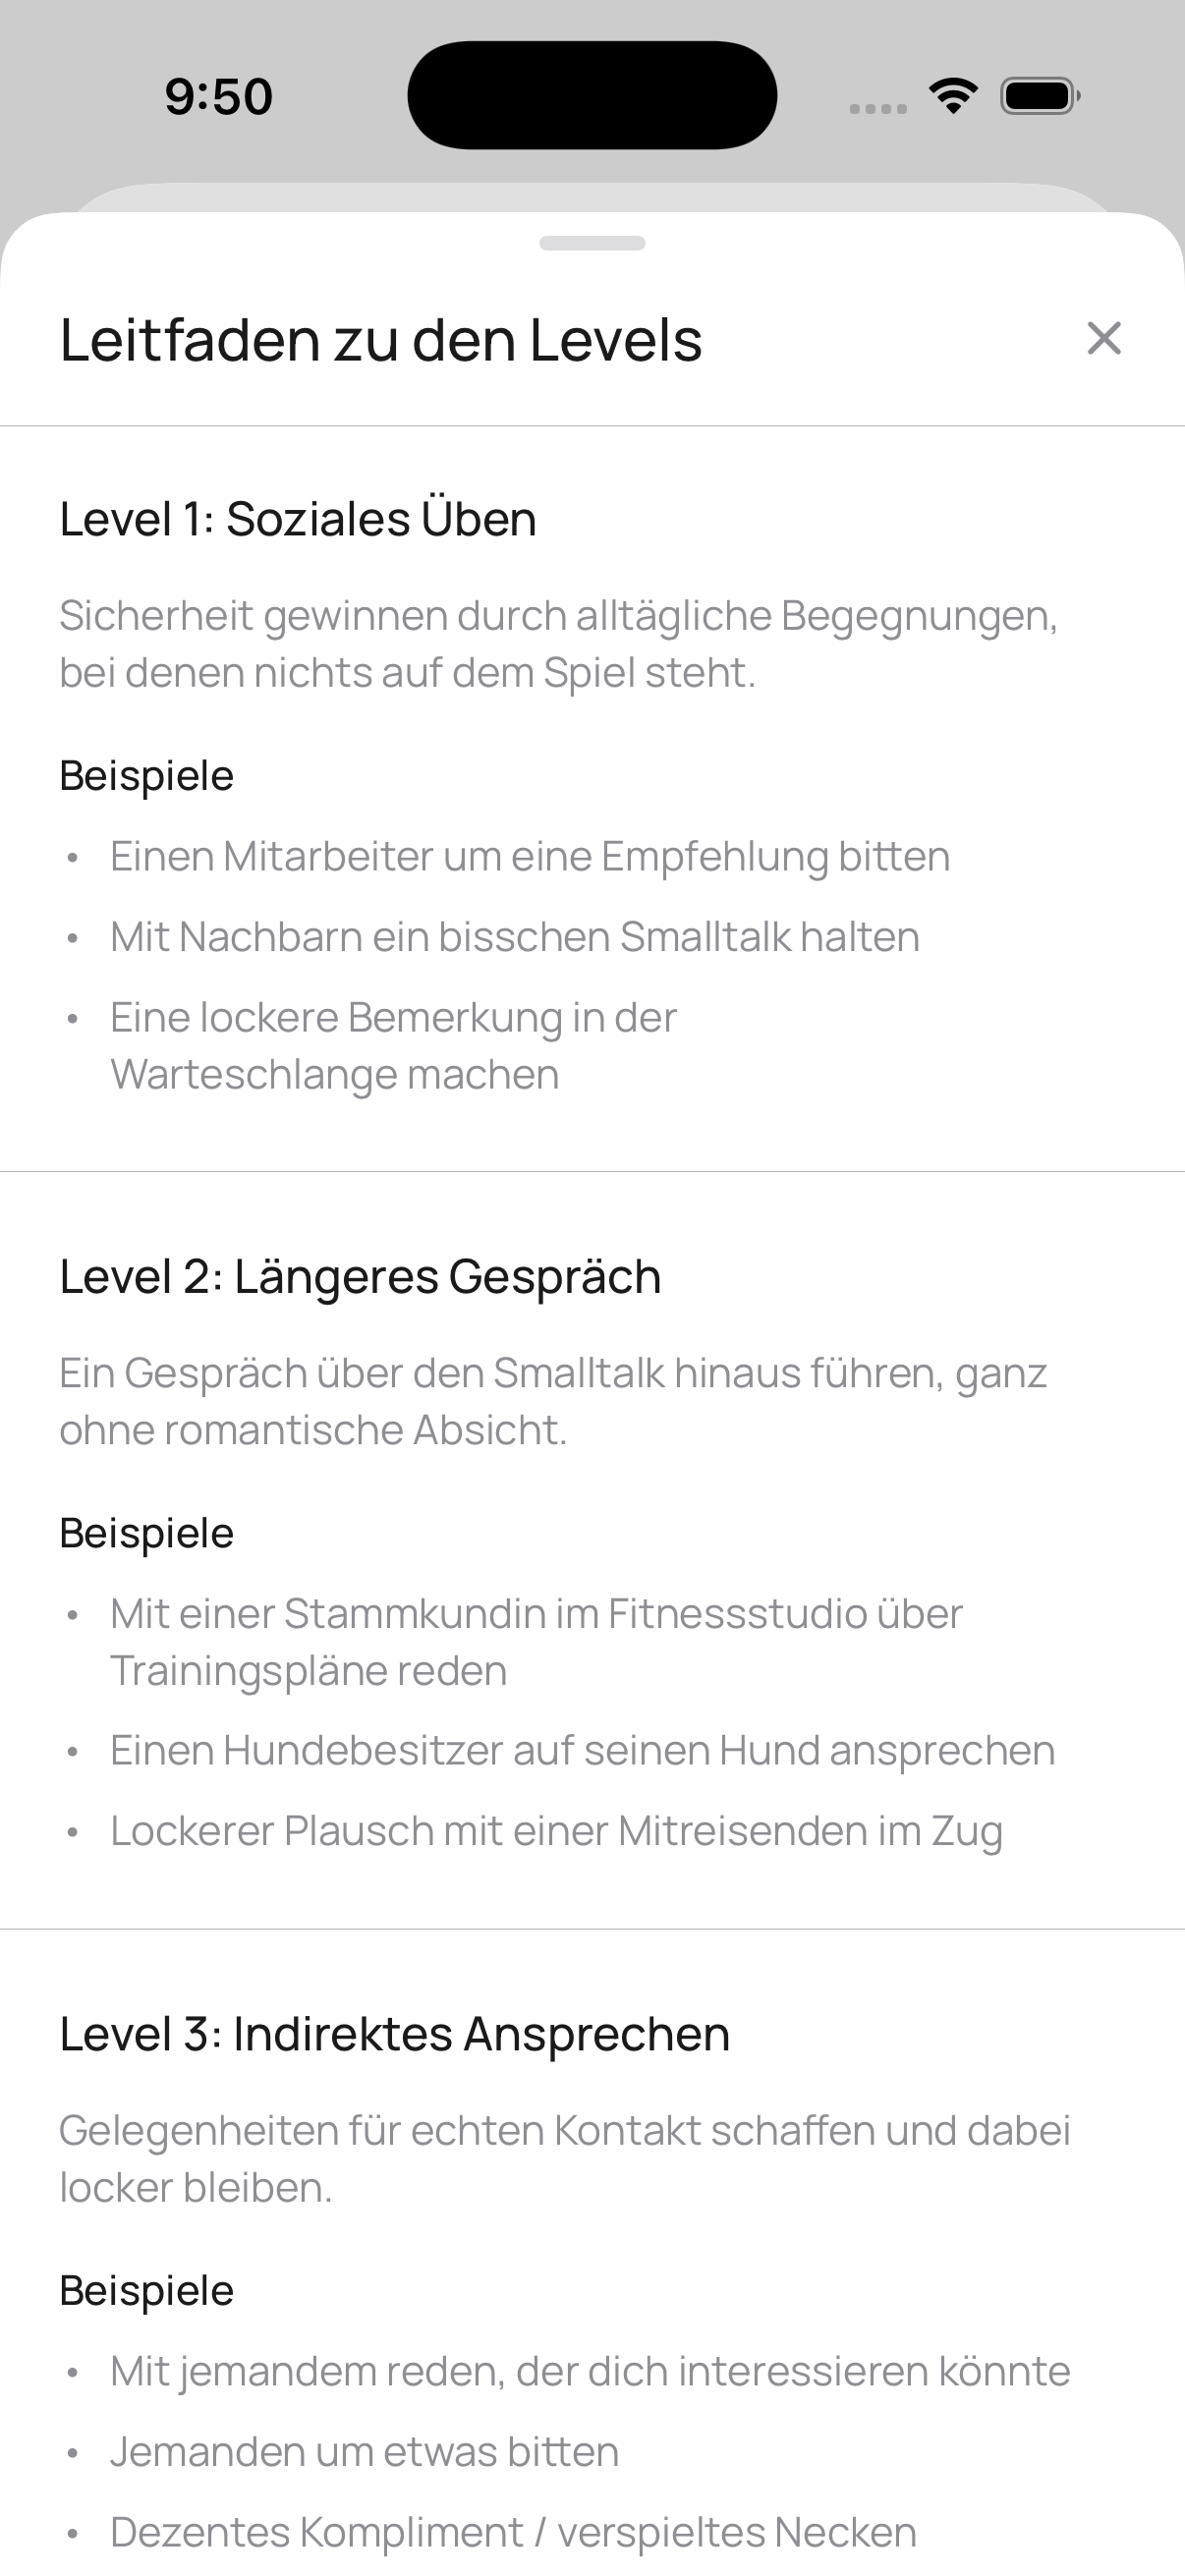 9:50
Leitfaden zu den Levels
Level 1: Soziales Üben
Sicherheit gewinnen durch alltägliche Begegnungen,
bei denen nichts auf dem Spiel steht.
Beispiele
• Einen Mitarbeiter um eine Empfehlung bitten
• Mit Nachbarn ein bisschen Smalltalk halten
• Eine lockere Bemerkung in der
Warteschlange machen
Level 2: Längeres Gespräch
Ein Gespräch über den Smalltalk hinaus führen, ganz
ohne romantische Absicht.
Beispiele
• Mit einer Stammkundin im Fitnessstudio über
Trainingspläne reden
• Einen Hundebesitzer auf seinen Hund ansprechen
• Lockerer Plausch mit einer Mitreisenden im Zug
Level 3: Indirektes Ansprechen
Gelegenheiten für echten Kontakt schaffen und dabei
locker bleiben.
Beispiele
• Mit jemandem reden, der dich interessieren könnte
• Jemanden um etwas bitten
• Dezentes Kompliment / verspieltes Necken